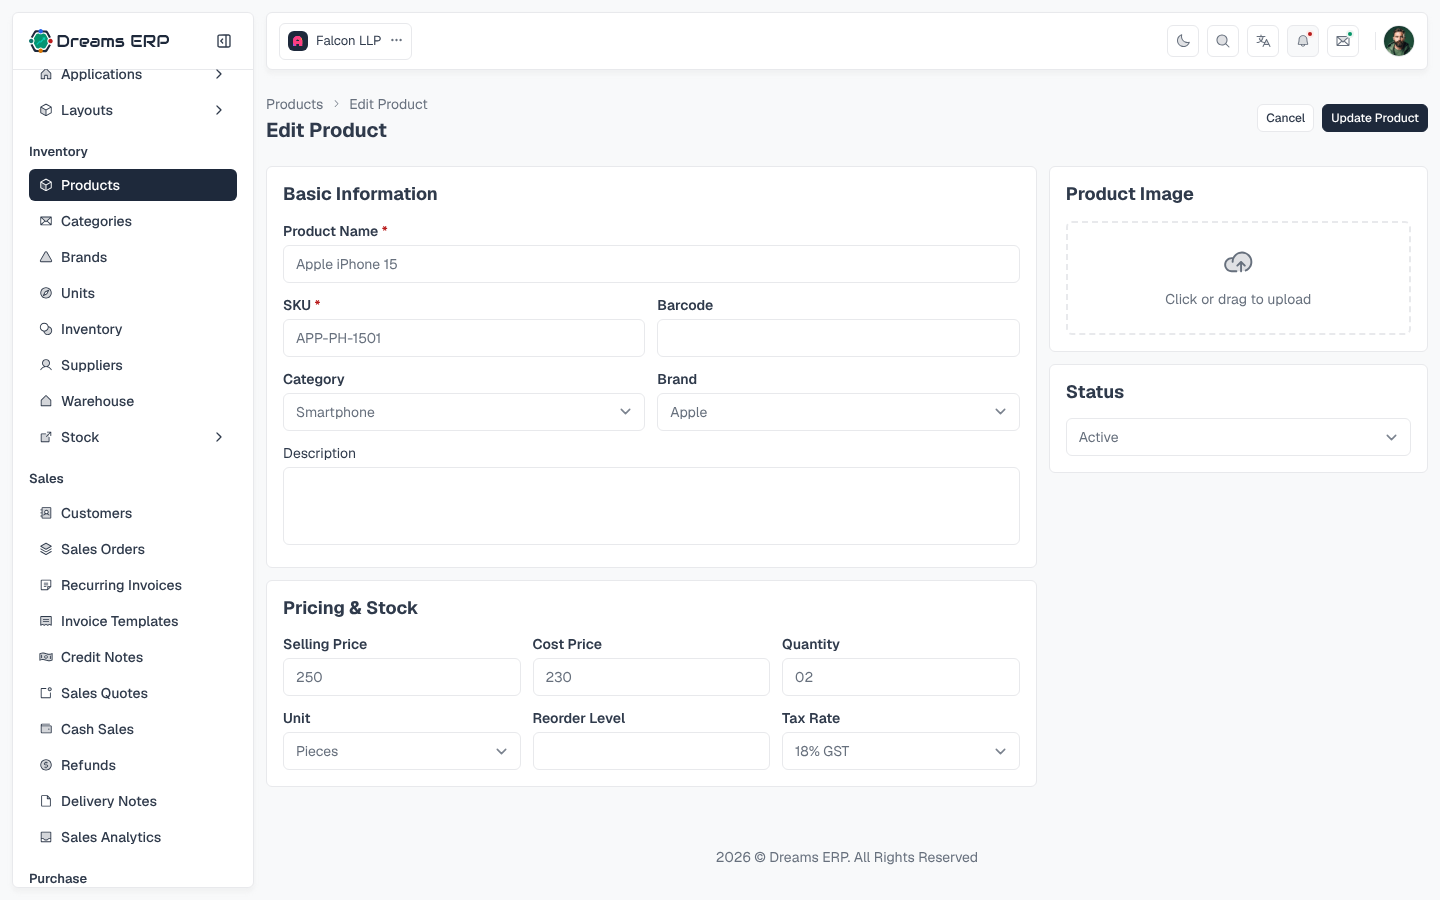 Dreams ERP
Applications
Layouts
Inventory
Products
Categories
Brands
Units
Inventory
Suppliers
Warehouse
Stock
Sales
Customers
Sales Orders
Recurring Invoices
Invoice Templates
Credit Notes
Sales Quotes
Cash Sales
Refunds
Delivery Notes
Sales Analytics
Purchase
Falcon LLP
Products > Edit Product
Edit Product
Cancel
Update Product
Basic Information
Product Name *
Apple iPhone 15
SKU * Barcode
APP-PH-1501
Category Brand
Smartphone Apple
Description
Pricing & Stock
Selling Price Cost Price Quantity
250 230 02
Unit Reorder Level Tax Rate
Pieces 18% GST
Product Image
Click or drag to upload
Status
Active
2026 © Dreams ERP. All Rights Reserved